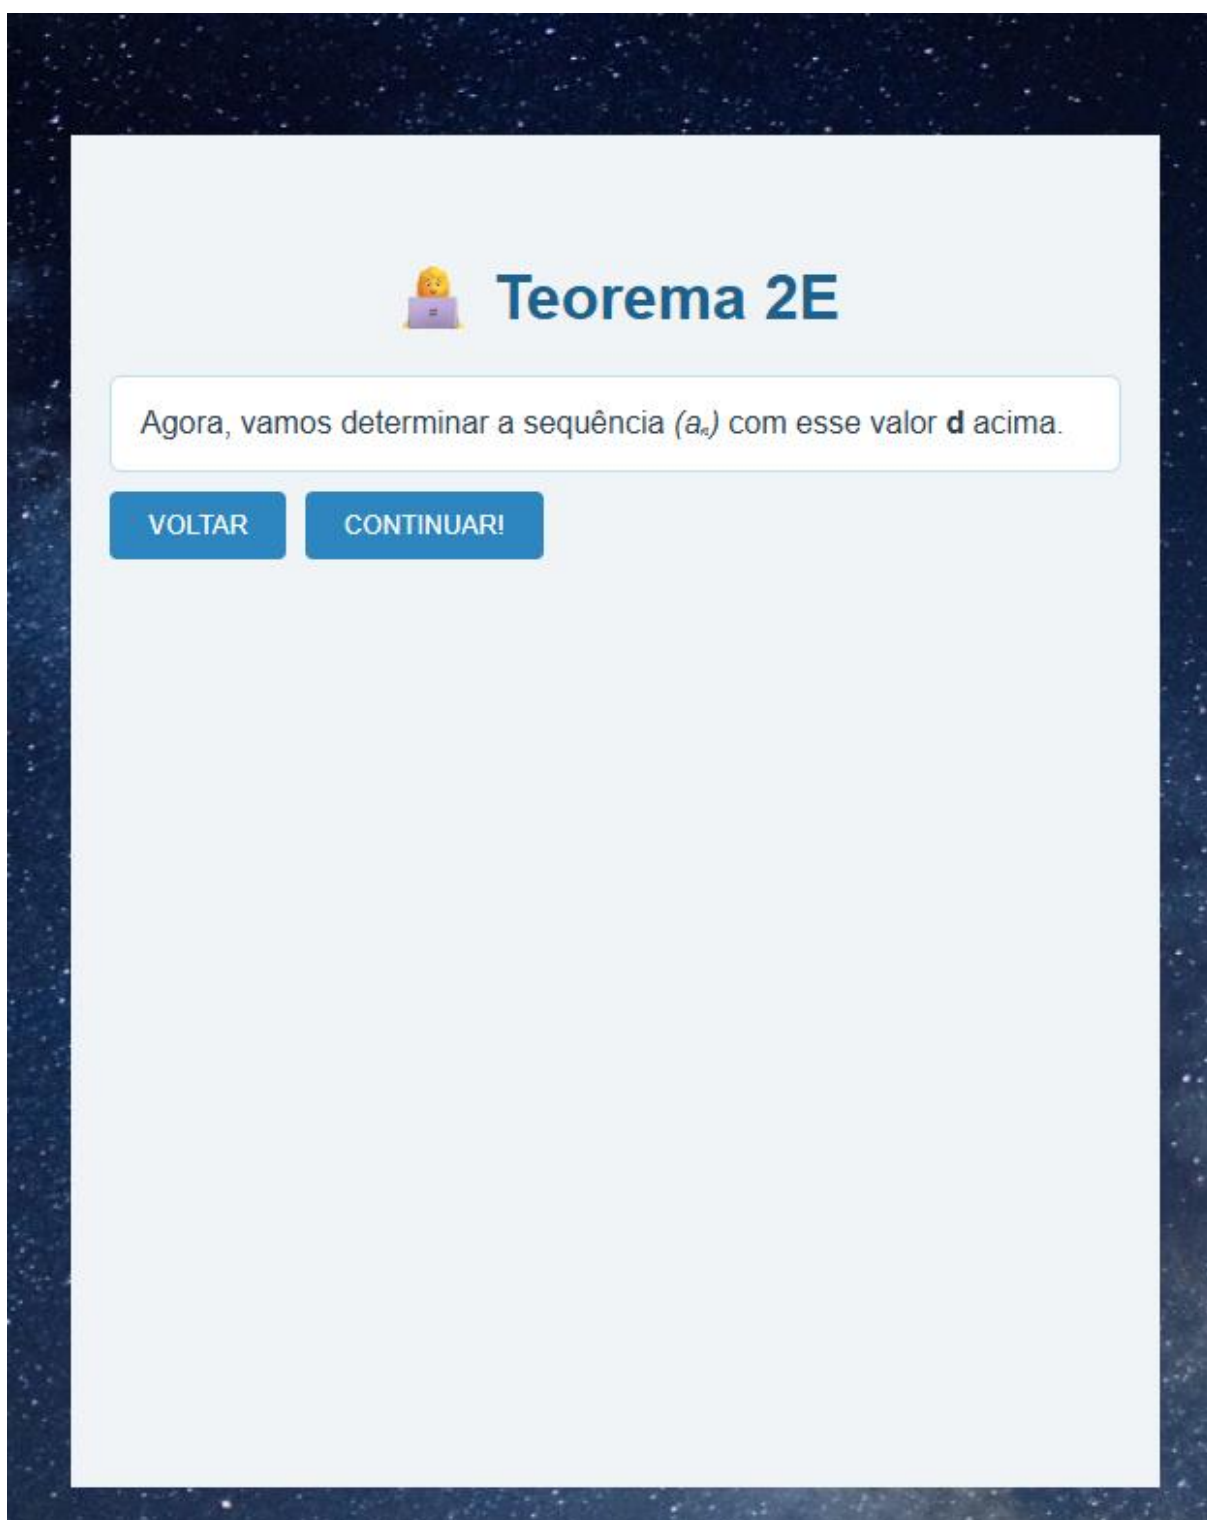 Teorema 2E
Agora, vamos determinar a sequência (aₙ) com esse valor d acima.
VOLTAR
CONTINUAR!